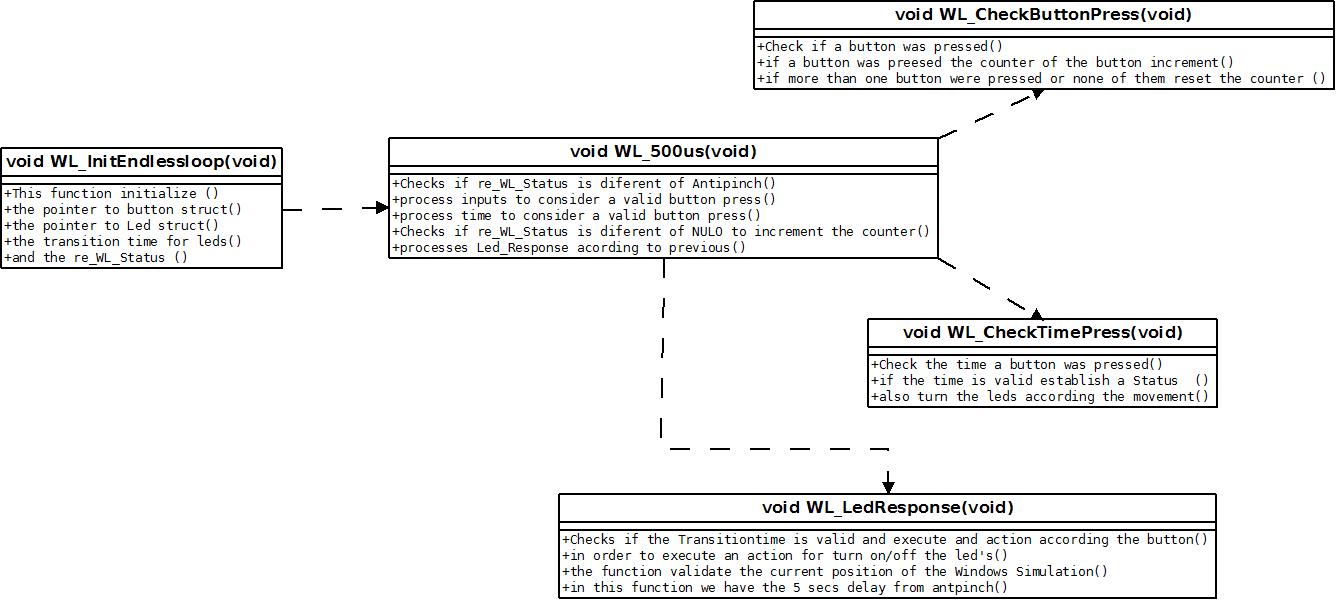 void WL_CheckButtonPress(void)
+Check if a button was pressed()
+if a button was preesed the counter of the button increment()
+if more than one button were pressed or none of them reset the counter ()
void WL_InitEndlessloop(void)
+This function initialize ()
+the pointer to button struct()
+the pointer to Led struct()
+the transition time for leds()
+and the re_WL_Status ()
void WL_500us(void)
+Checks if re_WL_Status is diferent of Antipinch()
+process inputs to consider a valid button press()
+process time to consider a valid button press()
+Checks if re_WL_Status is diferent of NULO to increment the counter()
+processes Led_Response acording to previous()
void WL_CheckTimePress(void)
+Check the time a button was pressed()
+if the time is valid establish a Status  ()
+also turn the leds according the movement()
void WL_LedResponse(void)
+Checks if the Transitiontime is valid and execute and action according the button()
+in order to execute an action for turn on/off the led's()
+the function validate the current position of the Windows Simulation()
+in this function we have the 5 secs delay from antpinch()